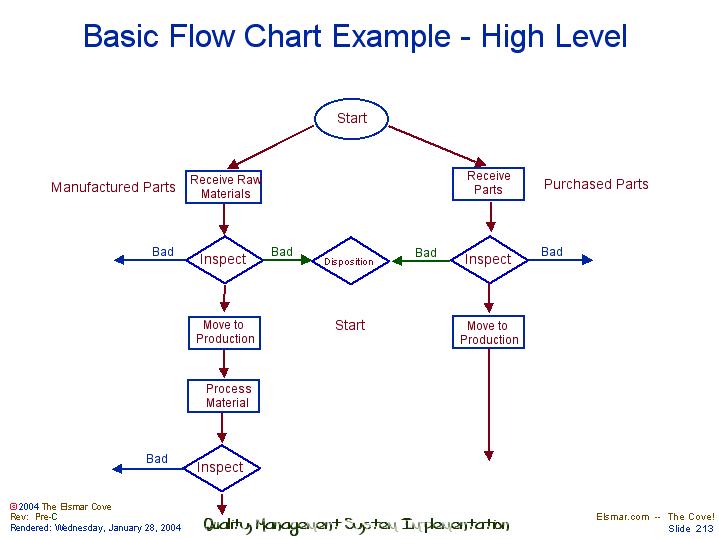 Basic Flow Chart Example - High Level
Start
Manufactured Parts
Receive Raw
Materials
Receive
Parts
Purchased Parts
Bad
Inspect
Bad
Disposition
Bad
Inspect
Bad
Move to
Production
Start
Move to
Production
Process
Material
Bad
Inspect
© 2004 The Elsmar Cove
Rev: Pre-C
Rendered: Wednesday, January 28, 2004
Quality Management System Implementation
Elsmar.com -- The Cove!
Slide 213